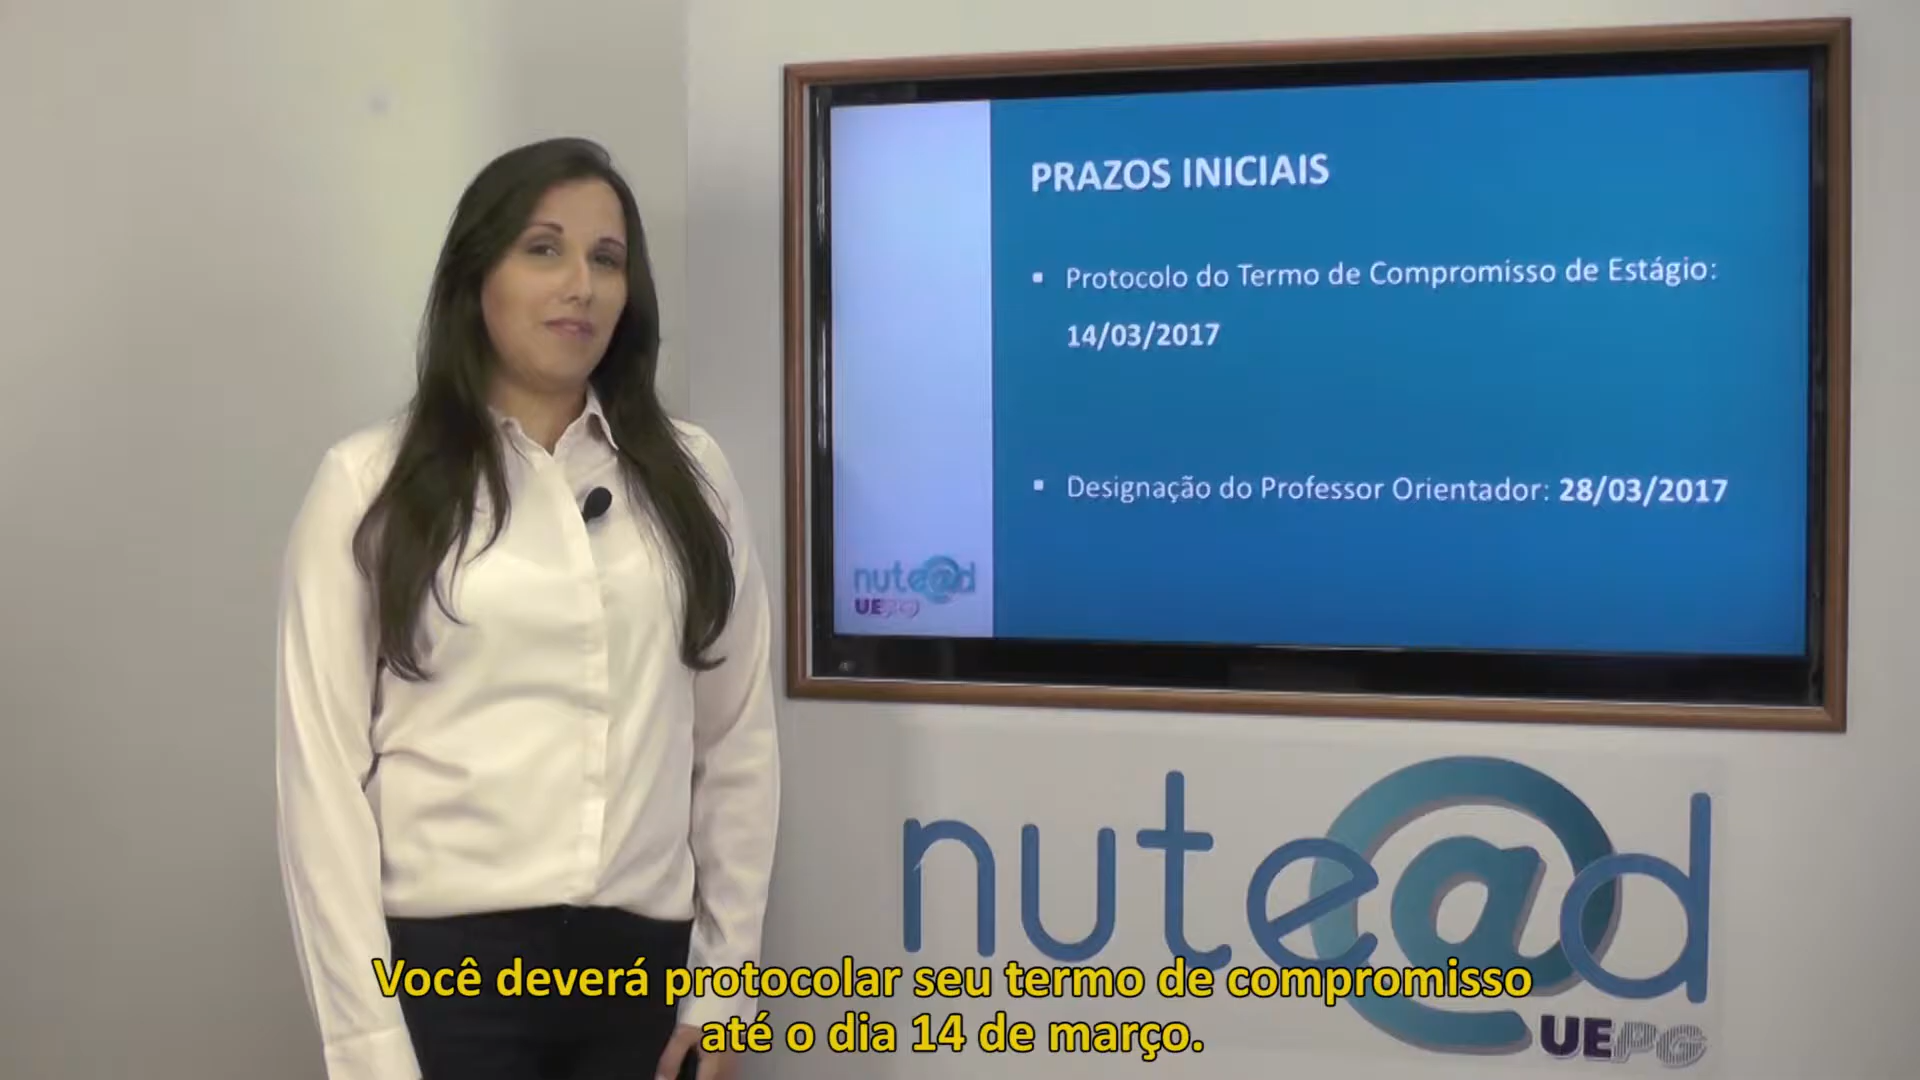 PRAZOS INICIAIS
▪ Protocolo do Termo de Compromisso de Estágio:
14/03/2017
▪ Designação do Professor Orientador: 28/03/2017
nute@d
UEPG
nute@d
UEPG
Você deverá protocolar seu termo de compromisso
até o dia 14 de março.